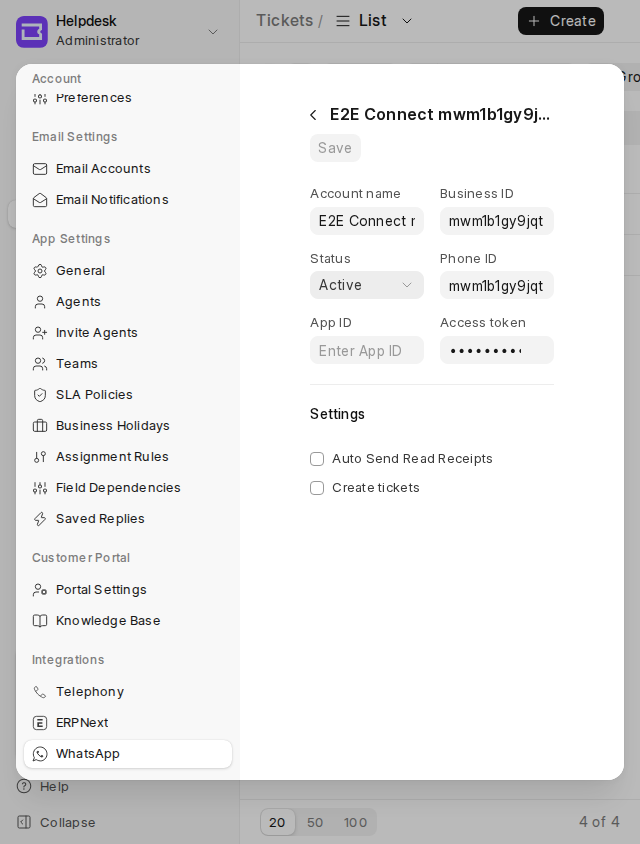 Helpdesk
Administrator
Tickets / List
Create
Account
Preferences
Email Settings
Email Accounts
Email Notifications
App Settings
General
Agents
Invite Agents
Teams
SLA Policies
Business Holidays
Assignment Rules
Field Dependencies
Saved Replies
Customer Portal
Portal Settings
Knowledge Base
Integrations
Telephony
ERPNext
WhatsApp
Help
Collapse
E2E Connect mwm1b1gy9j...
Save
Account name
Business ID
E2E Connect
mwm1b1gy9jqt
Status
Phone ID
Active
mwm1b1gy9jqt
App ID
Access token
Enter App ID
•••••••••
Settings
Auto Send Read Receipts
Create tickets
20 50 100
4 of 4